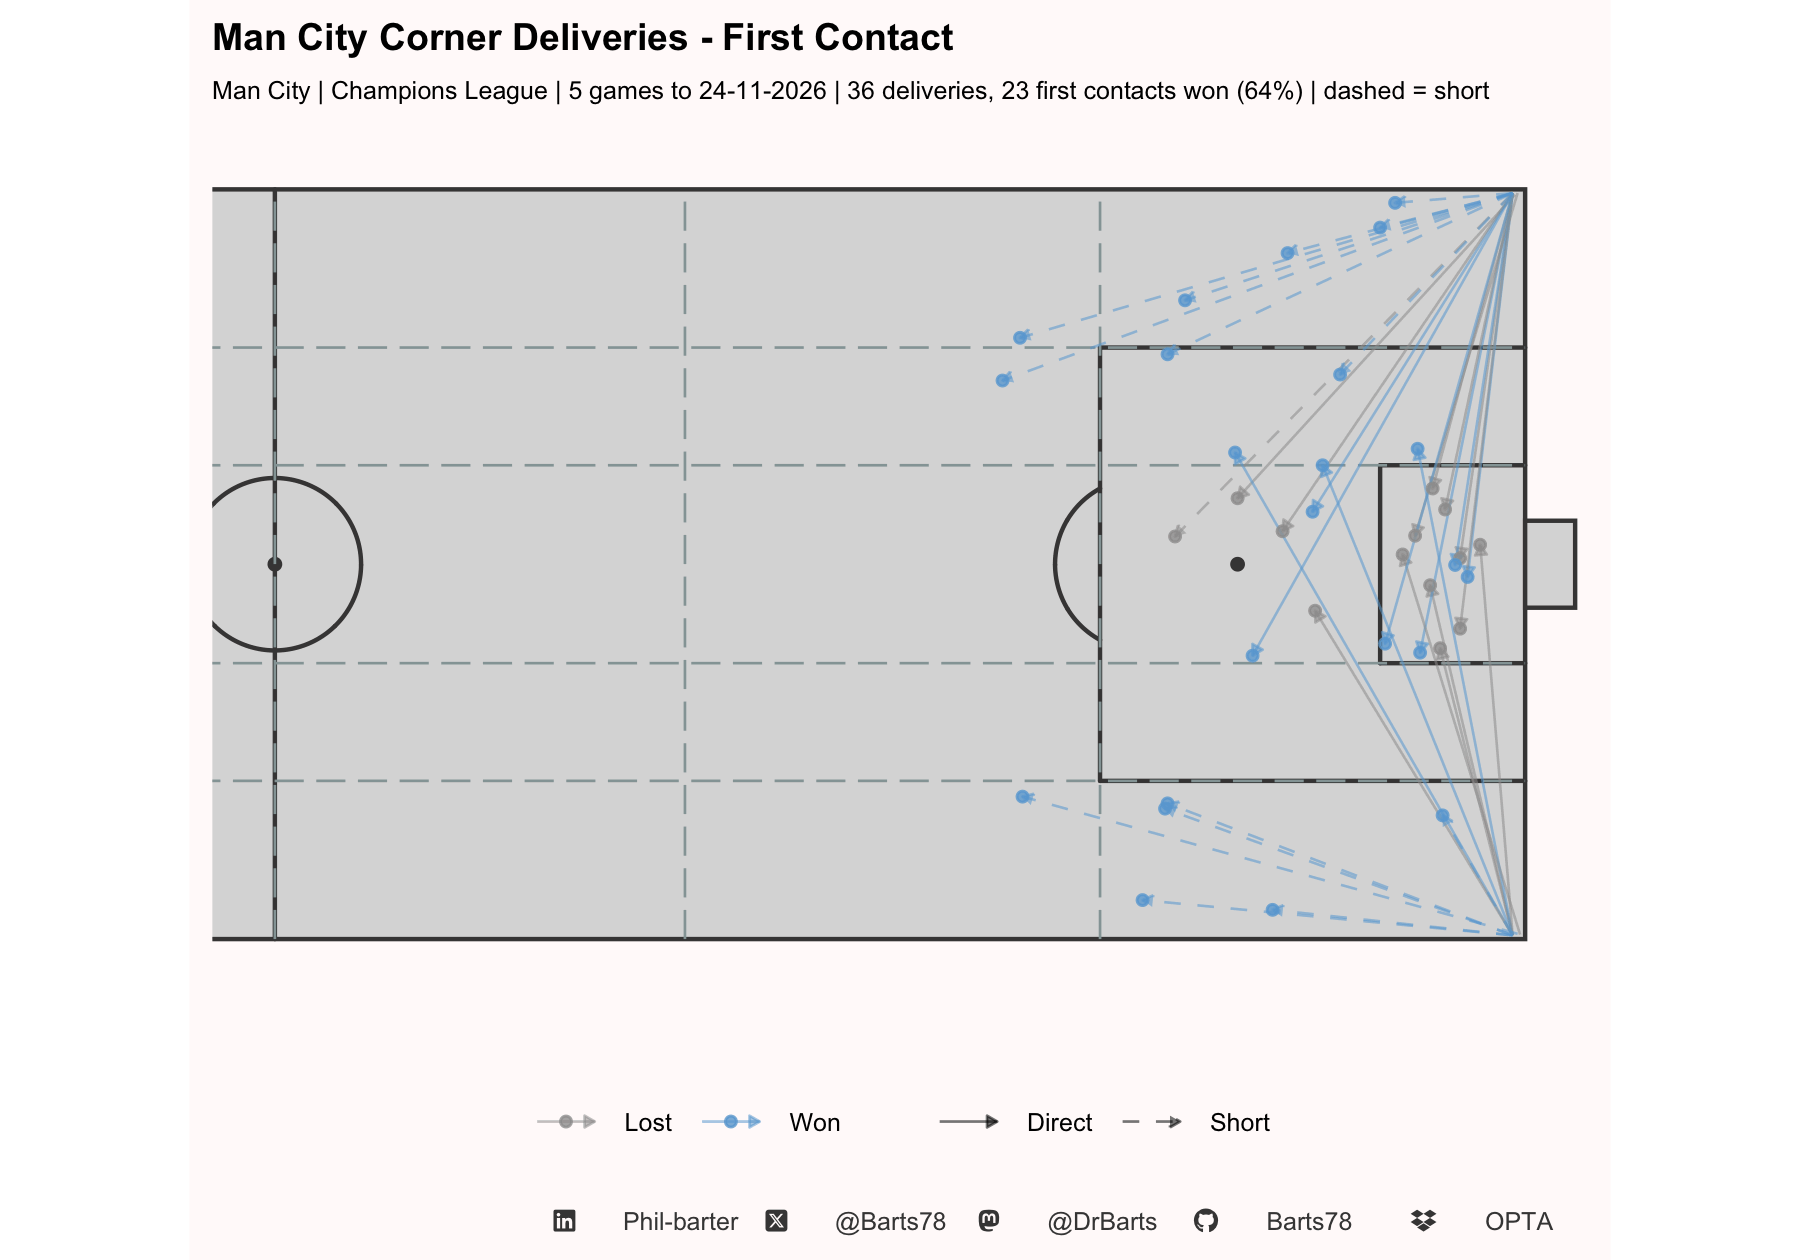 Man City Corner Deliveries - First Contact
Man City | Champions League | 5 games to 24-11-2026 | 36 deliveries, 23 first contacts won (64%) | dashed = short
Lost Won Direct Short
Phil-barter @Barts78 @DrBarts Barts78 OPTA